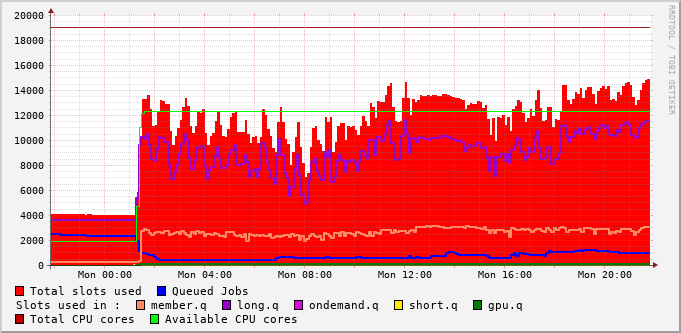 20000
18000
16000
14000
12000
10000
8000
6000
4000
2000
0
Mon 00:00 Mon 04:00 Mon 08:00 Mon 12:00 Mon 16:00 Mon 20:00
Total slots used Queued Jobs
Slots used in : member.q long.q ondemand.q short.q gpu.q
Total CPU cores Available CPU cores
RRDTOOL / TOBI OETIKER